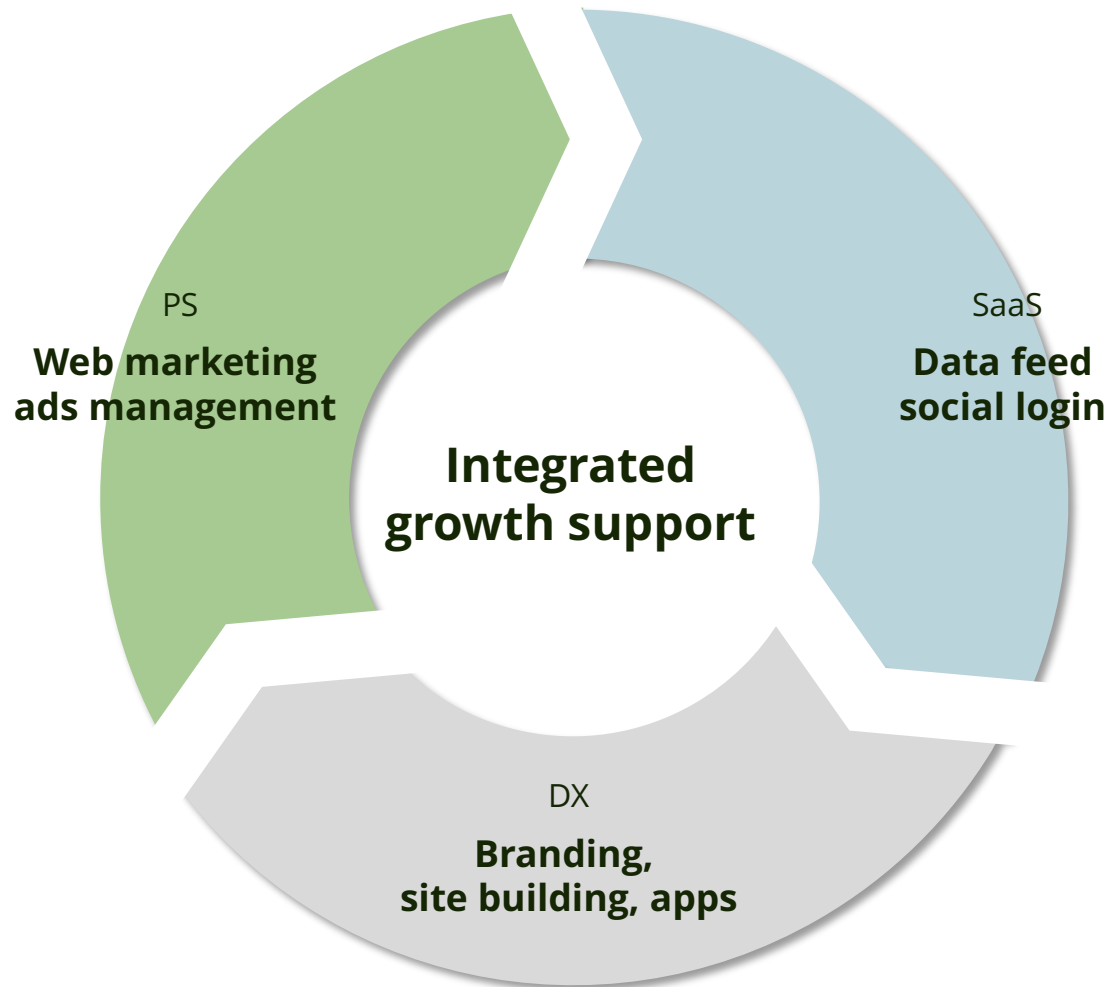 PS
Web marketing
ads management
SaaS
Data feed
social login
Integrated
growth support
DX
Branding,
site building, apps